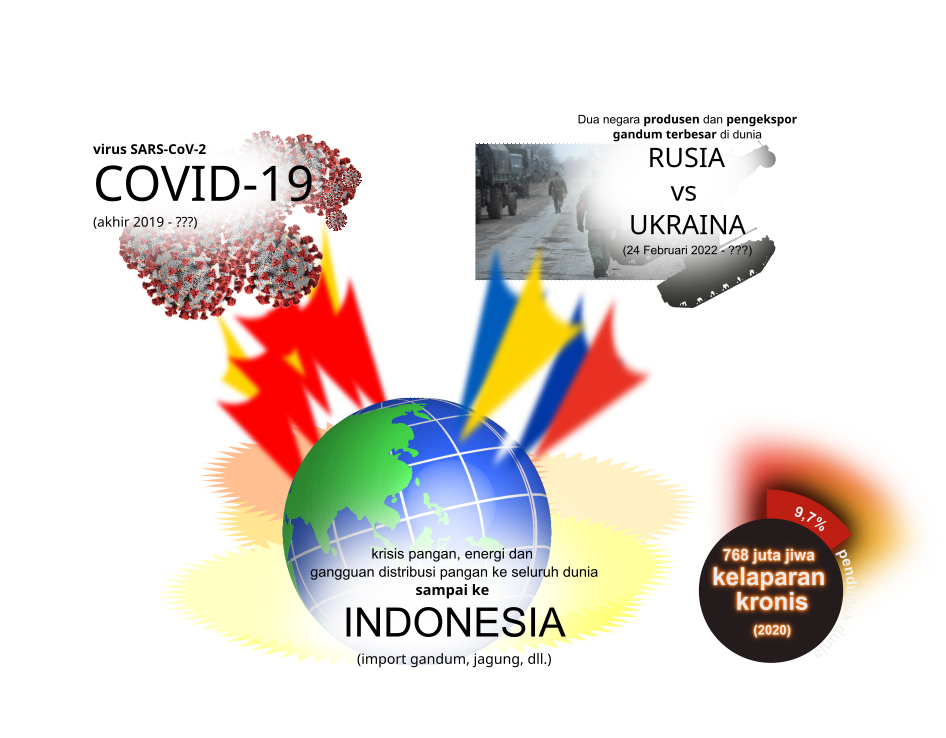 virus SARS-CoV-2
COVID-19
(akhir 2019 - ???)
Dua negara produsen dan pengekspor
gandum terbesar di dunia
RUSIA
vs
UKRAINA
(24 Februari 2022 - ???)
krisis pangan, energi dan
gangguan distribusi pangan ke seluruh dunia
sampai ke
INDONESIA
(import gandum, jagung, dll.)
9,7%
penduduk dunia
768 juta jiwa
kelaparan
kronis
(2020)